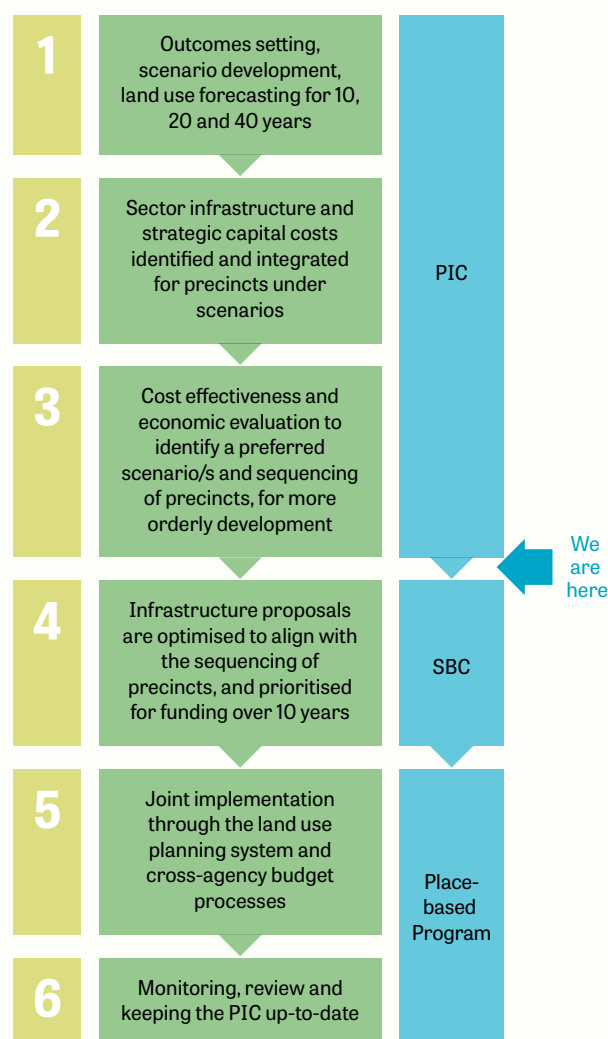 1
Outcomes setting,
scenario development,
land use forecasting for 10,
20 and 40 years
2
Sector infrastructure and
strategic capital costs
identified and integrated
for precincts under
scenarios
PIC
3
Cost effectiveness and
economic evaluation to
identify a preferred
scenario/s and sequencing
of precincts, for more
orderly development
We
are
here
4
Infrastructure proposals
are optimised to align with
the sequencing of
precincts, and prioritised
for funding over 10 years
SBC
5
Joint implementation
through the land use
planning system and
cross-agency budget
processes
Place-
based
Program
6
Monitoring, review and
keeping the PIC up-to-date